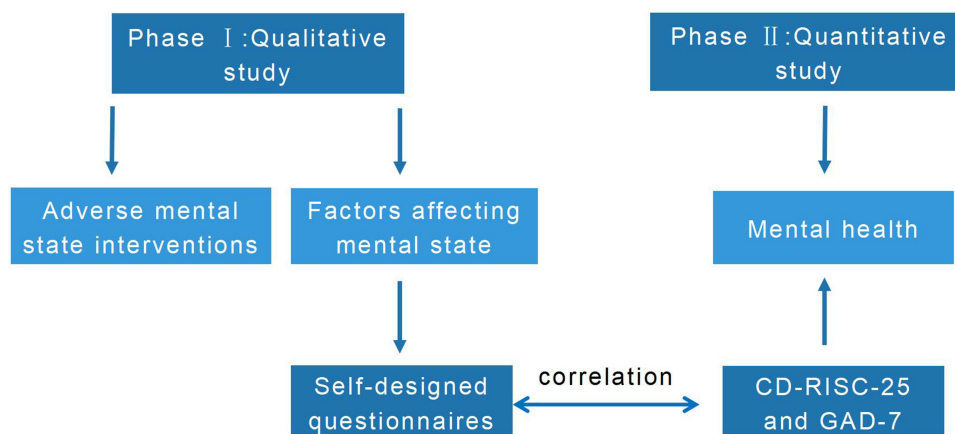 Phase Ⅰ:Qualitative
study
Phase Ⅱ:Quantitative
study
Adverse mental
state interventions
Factors affecting
mental state
Mental health
Self-designed
questionnaires
correlation
CD-RISC-25
and GAD-7